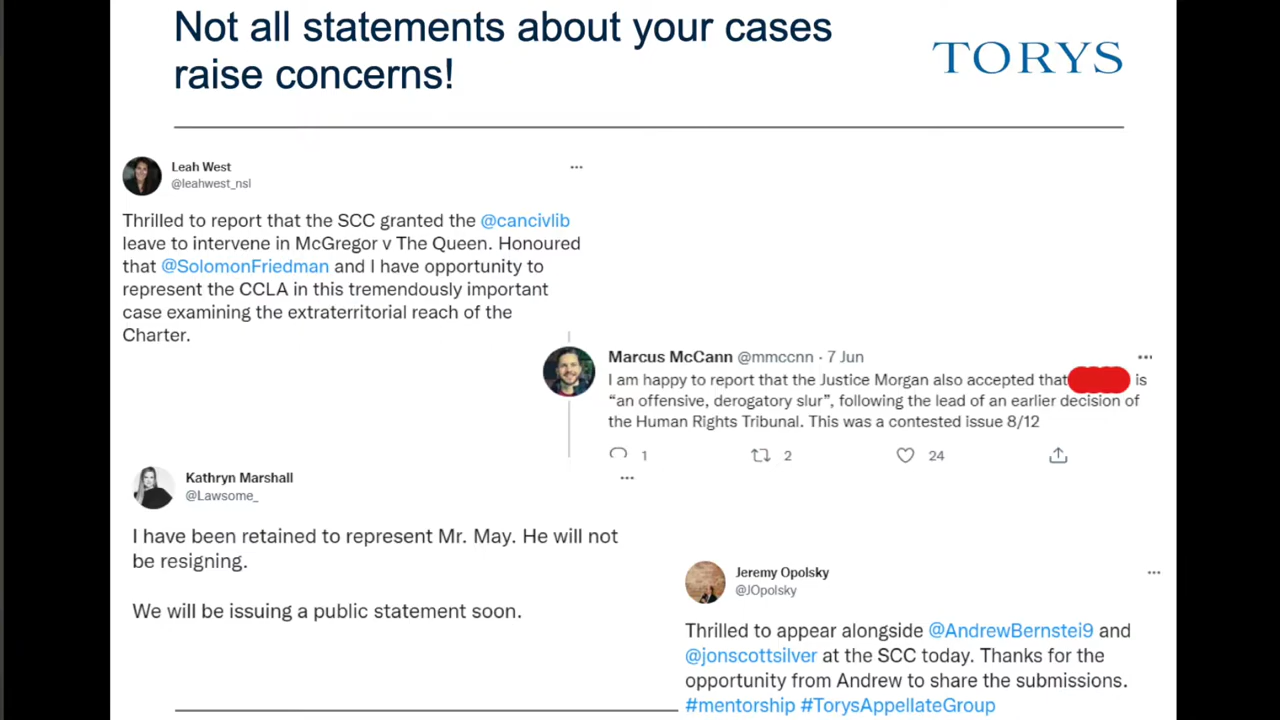 Not all statements about your cases
raise concerns!
TORYS
Leah West
@leahwest_nsl
Thrilled to report that the SCC granted the @cancivlib
leave to intervene in McGregor v The Queen. Honoured
that @SolomonFriedman and I have opportunity to
represent the CCLA in this tremendously important
case examining the extraterritorial reach of the
Charter.
Marcus McCann @mmccnn · 7 Jun
I am happy to report that the Justice Morgan also accepted that is
“an offensive, derogatory slur”, following the lead of an earlier decision of
the Human Rights Tribunal. This was a contested issue 8/12
1 2 24
Kathryn Marshall
@Lawsome_
I have been retained to represent Mr. May. He will not
be resigning.
We will be issuing a public statement soon.
Jeremy Opolsky
@JOpolsky
Thrilled to appear alongside @AndrewBernstei9 and
@jonscottsilver at the SCC today. Thanks for the
opportunity from Andrew to share the submissions.
#mentorship #TorysAppellateGroup